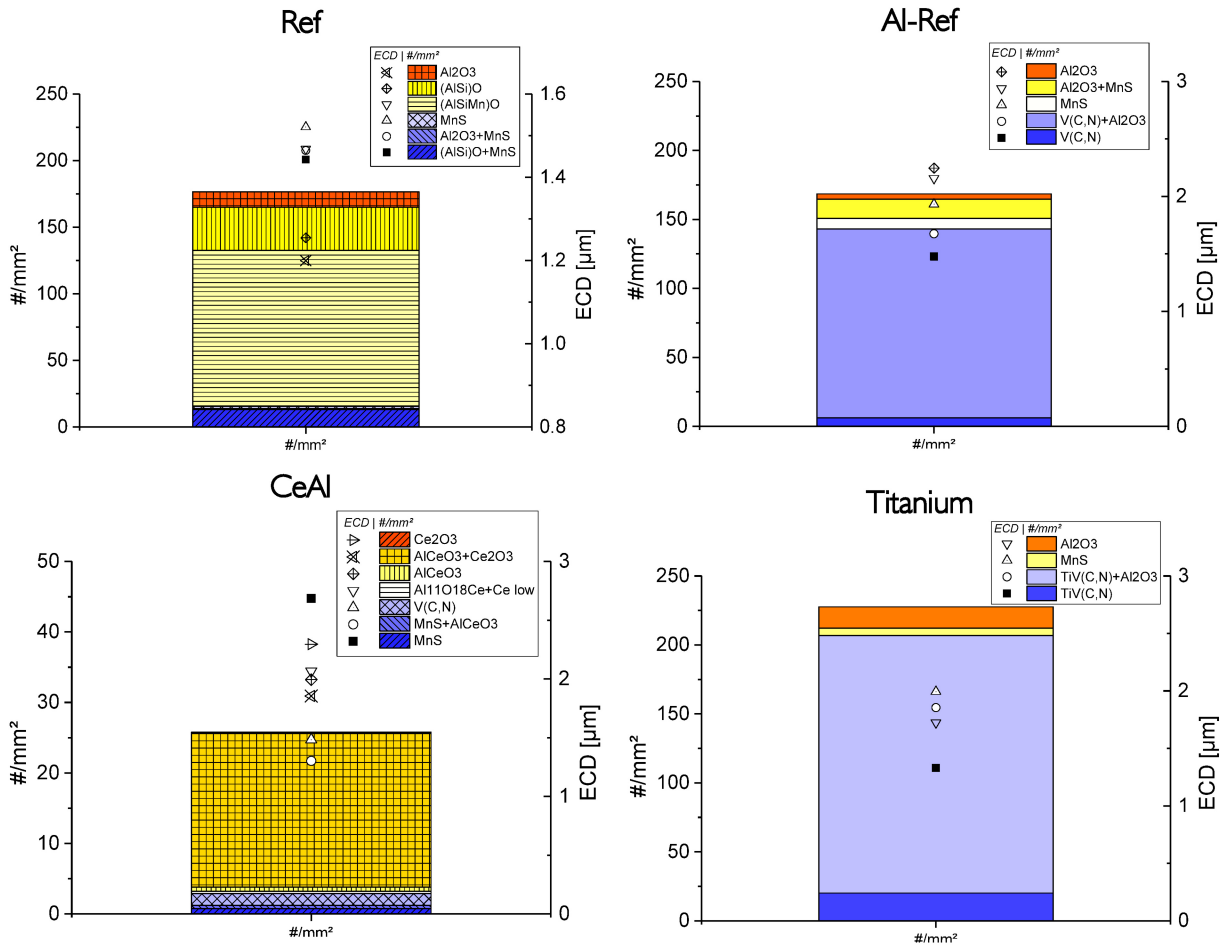 Ref
ECD | #/mm²
Al2O3
(AlSi)O
(AlSiMn)O
MnS
Al2O3+MnS
(AlSi)O+MnS
250
200
150
100
50
0
#/mm²
1.6
1.4
1.2
1.0
0.8
ECD [µm]
#/mm²
Al-Ref
ECD | #/mm²
Al2O3
Al2O3+MnS
MnS
V(C,N)+Al2O3
V(C,N)
250
200
150
100
50
0
#/mm²
3
2
1
0
ECD [µm]
#/mm²
CeAl
ECD | #/mm²
Ce2O3
AlCeO3+Ce2O3
AlCeO3
Al11O18Ce+Ce low
V(C,N)
MnS+AlCeO3
MnS
50
40
30
20
10
0
#/mm²
3
2
1
0
ECD [µm]
#/mm²
Titanium
ECD | #/mm²
Al2O3
MnS
TiV(C,N)+Al2O3
TiV(C,N)
250
200
150
100
50
0
#/mm²
3
2
1
0
ECD [µm]
#/mm²